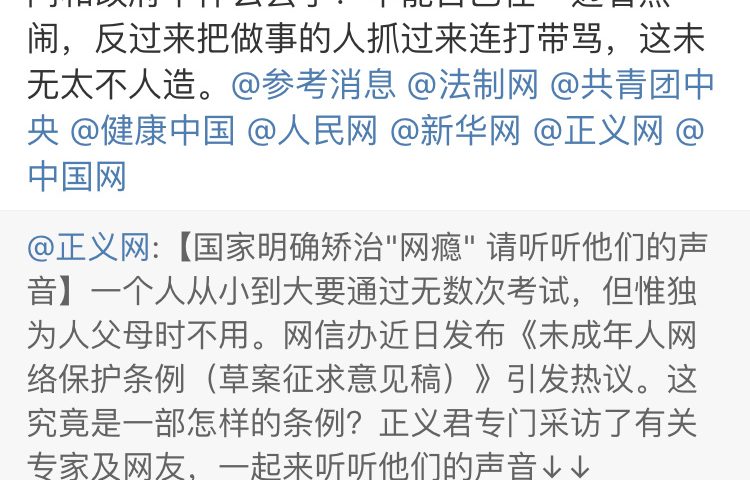 闹，反过来把做事的人抓过来连打带骂，这未
无太不人造。@参考消息 @法制网 @共青团中
央 @健康中国 @人民网 @新华网 @正义网 @
中国网
@正义网:【国家明确矫治"网瘾" 请听听他们的声
音】一个人从小到大要通过无数次考试，但惟独
为人父母时不用。网信办近日发布《未成年人网
络保护条例（草案征求意见稿）》引发热议。这
究竟是一部怎样的条例？正义君专门采访了有关
专家及网友，一起来听听他们的声音↓↓